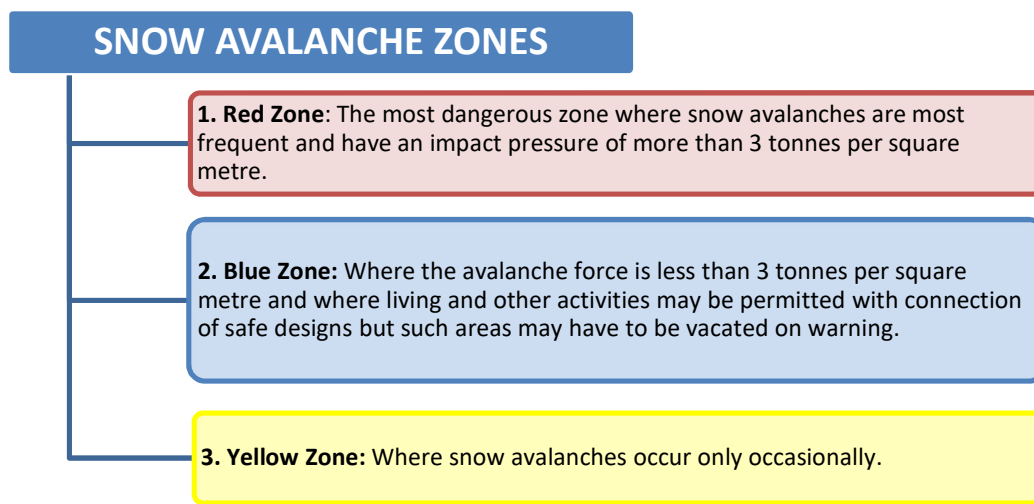 SNOW AVALANCHE ZONES
1. Red Zone: The most dangerous zone where snow avalanches are most
frequent and have an impact pressure of more than 3 tonnes per square
metre.
2. Blue Zone: Where the avalanche force is less than 3 tonnes per square
metre and where living and other activities may be permitted with connection
of safe designs but such areas may have to be vacated on warning.
3. Yellow Zone: Where snow avalanches occur only occasionally.